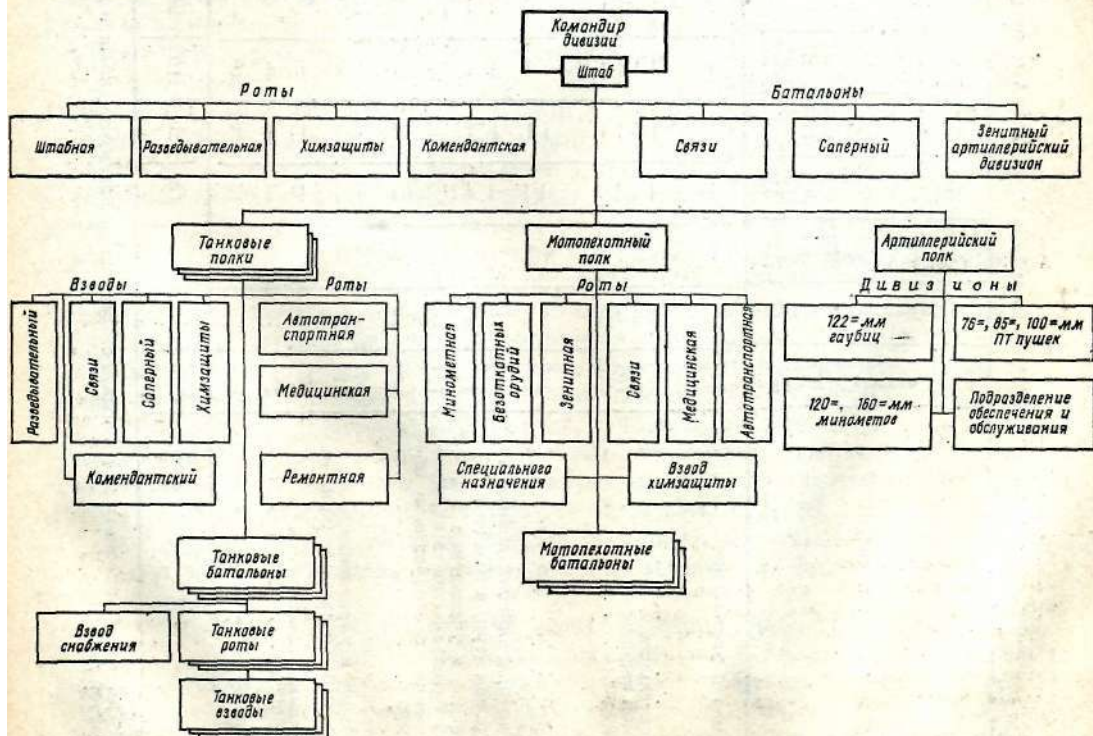 Командир
дивизии
Штаб
Роты
Батальоны
Штабная
Разведывательная
Химзащиты
Комендантская
Связи
Саперный
Зенитный
артиллерийский
дивизион
Танковые
полки
Мотопехотный
полк
Артиллерийский
полк
Взводы
Роты
Роты
Дивизионы
Разведывательный
Связи
Саперный
Химзащиты
Комендантский
Автотран-
спортная
Медицинская
Ремонтная
Минометная
Безоткатных
орудий
Зенитная
Связи
Медицинская
Автотранспортная
Специального
назначения
Взвод
химзащиты
122=мм
гаубиц
76=, 85=, 100=мм
ПТ пушек
120=, 160=мм
минометов
Подразделение
обеспечения и
обслуживания
Танковые
батальоны
Мотопехотные
батальоны
Взвод
снабжения
Танковые
роты
Танковые
взводы